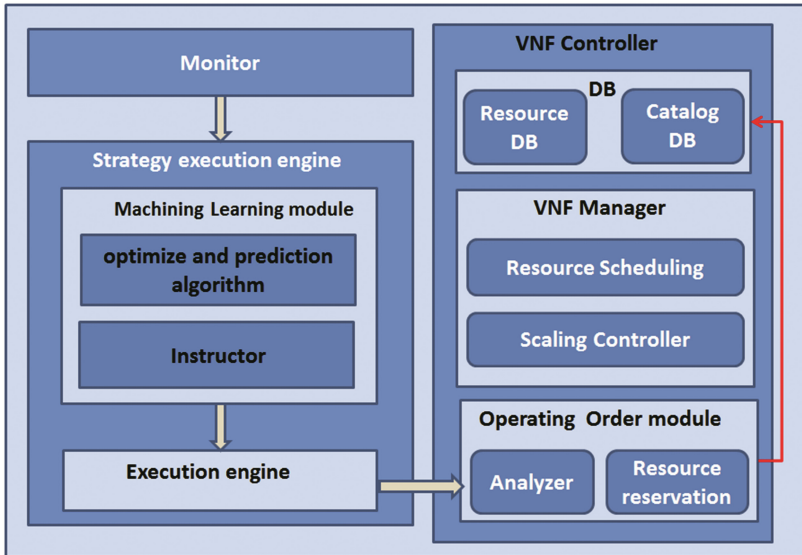 Monitor
Strategy execution engine
Machining Learning module
optimize and prediction
algorithm
Instructor
Execution engine
VNF Controller
DB
Resource
DB
Catalog
DB
VNF Manager
Resource Scheduling
Scaling Controller
Operating Order module
Analyzer
Resource
reservation